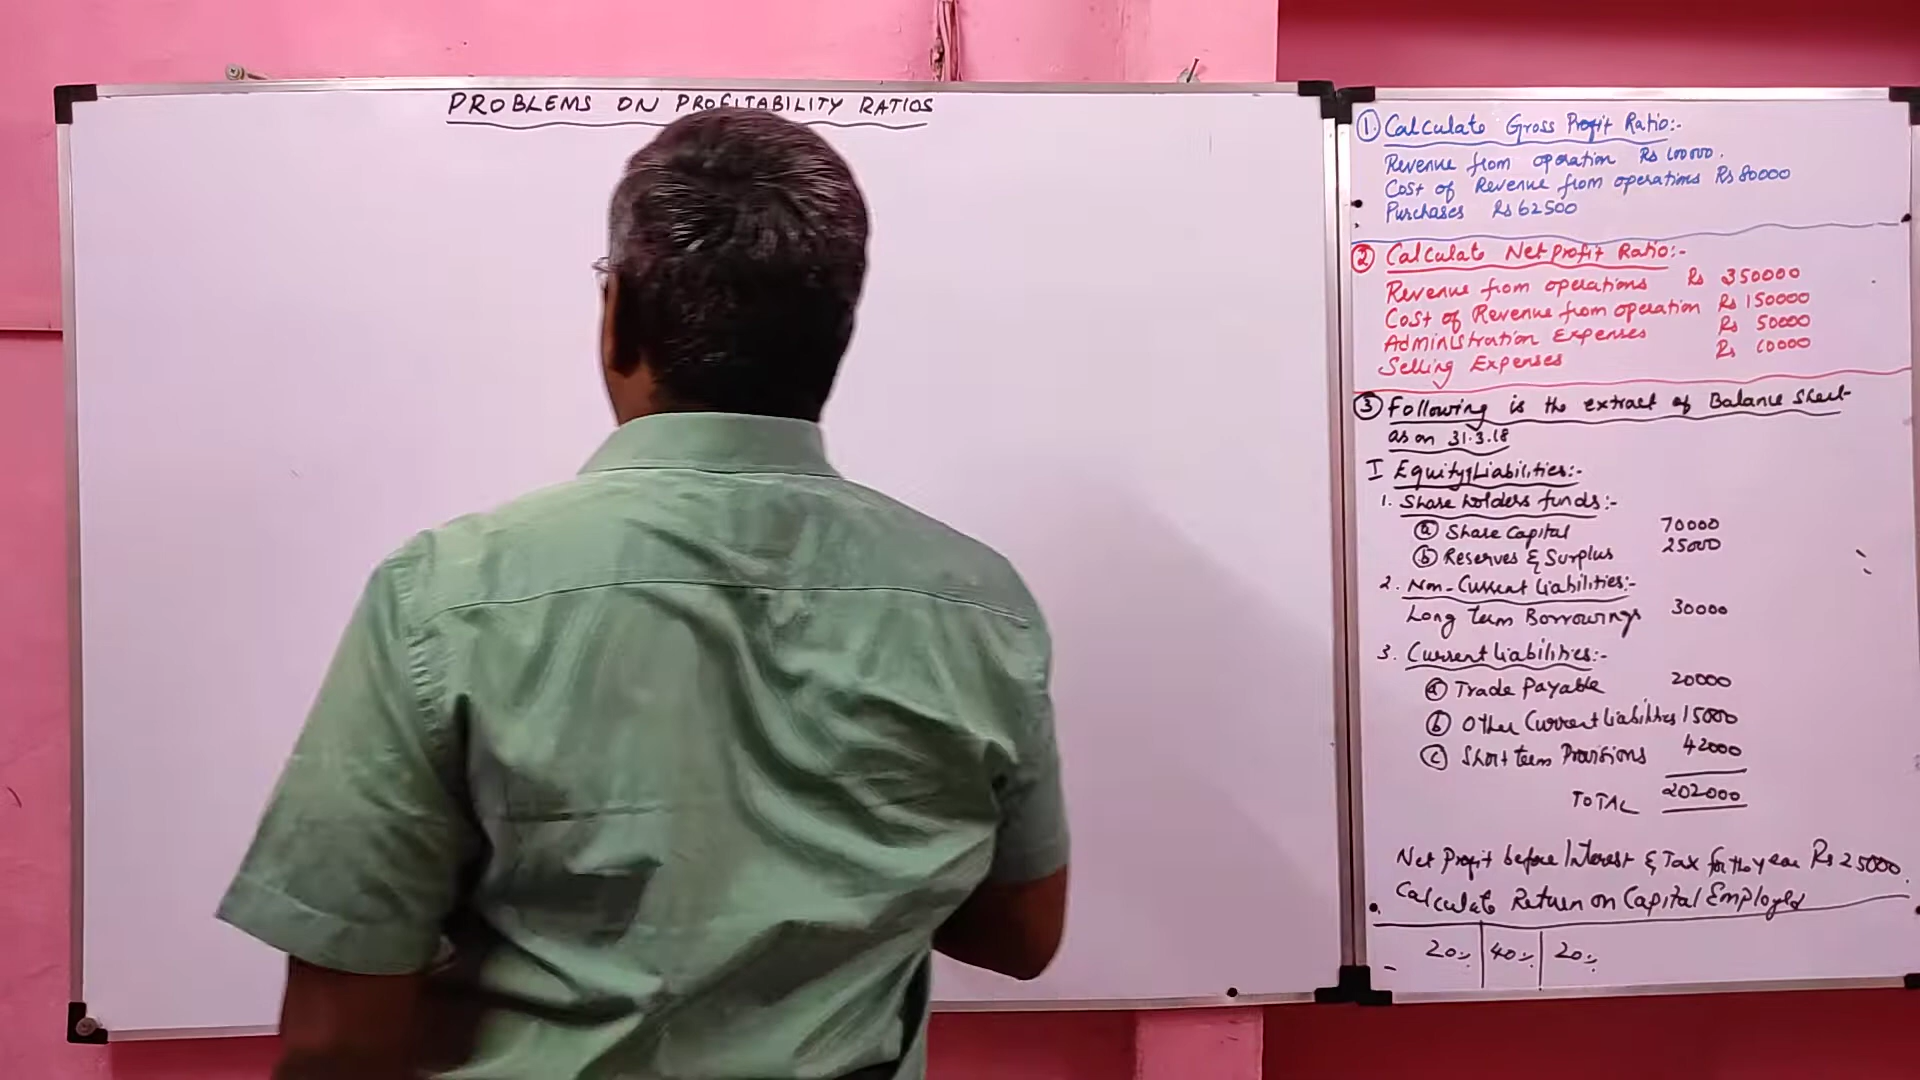 PROBLEMS ON PROFITABILITY RATIOS
① Calculate Gross Profit Ratio:-
Revenue from operation Rs 100000.
Cost of Revenue from operations Rs 80000
Purchases Rs 62500
② Calculate Net profit Ratio:-
Revenue from operations Rs 350000
Cost of Revenue from operation Rs 150000
Administration Expenses Rs 50000
Selling Expenses Rs 10000
③ Following is the extract of Balance Sheet
as on 31.3.18
I Equity & Liabilities:-
1. Share holders funds:-
ⓐ Share Capital 70000
ⓑ Reserves & Surplus 25000
2. Non-Current Liabilities:-
Long term Borrowings 30000
3. Current Liabilities:-
ⓐ Trade Payable 20000
ⓑ Other Current Liabilities 15000
ⓒ Short term Provisions 42000
TOTAL 202000
Net Profit before Interest & Tax for the year Rs 25000.
Calculate Return on Capital Employed
20% 40% 20%